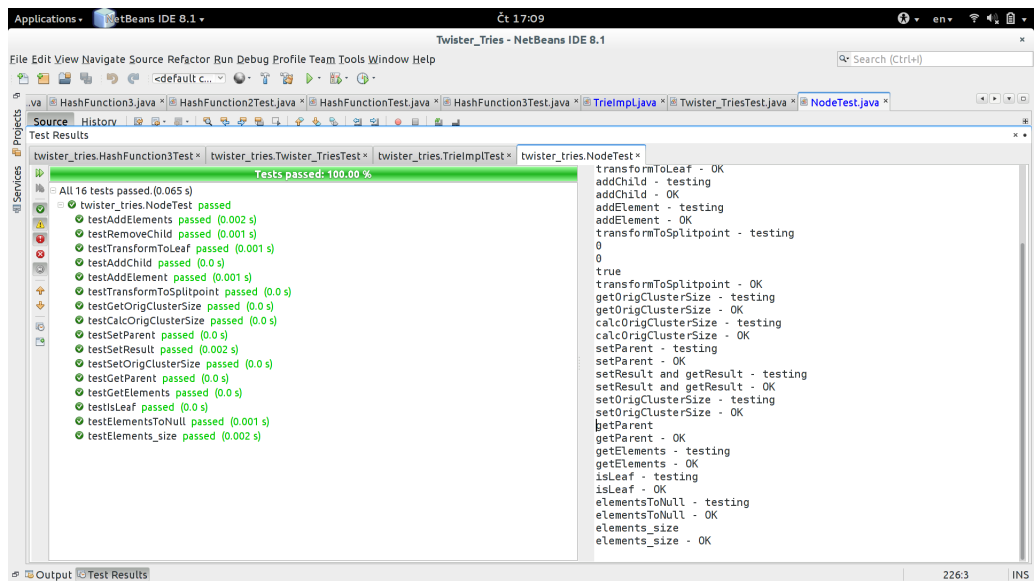 Applications NetBeans IDE 8.1 Čt 17:09 en
Twister_Tries - NetBeans IDE 8.1
File Edit View Navigate Source Refactor Run Debug Profile Team Tools Window Help Search (Ctrl+I)
<default c...
..va HashFunction3.java HashFunction2Test.java HashFunctionTest.java HashFunction3Test.java TrieImpl.java Twister_TriesTest.java NodeTest.java
Projects
Services
Source History
Test Results
twister_tries.HashFunction3Test twister_tries.Twister_TriesTest twister_tries.TrieImplTest twister_tries.NodeTest
Tests passed: 100.00 %
All 16 tests passed.(0.065 s)
twister_tries.NodeTest passed
testAddElements passed (0.002 s)
testRemoveChild passed (0.001 s)
testTransformToLeaf passed (0.001 s)
testAddChild passed (0.0 s)
testAddElement passed (0.001 s)
testTransformToSplitpoint passed (0.0 s)
testGetOrigClusterSize passed (0.0 s)
testCalcOrigClusterSize passed (0.0 s)
testSetParent passed (0.0 s)
testSetResult passed (0.002 s)
testSetOrigClusterSize passed (0.0 s)
testGetParent passed (0.0 s)
testGetElements passed (0.0 s)
testIsLeaf passed (0.0 s)
testElementsToNull passed (0.001 s)
testElements_size passed (0.002 s)
transformToLeaf - OK
addChild - testing
addChild - OK
addElement - testing
addElement - OK
transformToSplitpoint - testing
0
0
true
transformToSplitpoint - OK
getOrigClusterSize - testing
getOrigClusterSize - OK
calcOrigClusterSize - testing
calcOrigClusterSize - OK
setParent - testing
setParent - OK
setResult and getResult - testing
setResult and getResult - OK
setOrigClusterSize - testing
setOrigClusterSize - OK
getParent
getParent - OK
getElements - testing
getElements - OK
isLeaf - testing
isLeaf - OK
elementsToNull - testing
elementsToNull - OK
elements_size
elements_size - OK
Output Test Results 226:3 INS